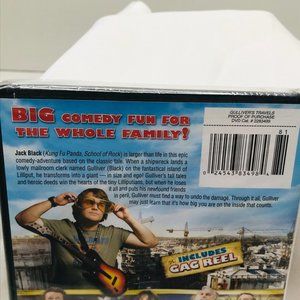 BIG COMEDY FUN FOR
THE WHOLE FAMILY!
GULLIVER'S TRAVELS
PROOF OF PURCHASE
DVD Cat. # 2283499
81
Jack Black (Kung Fu Panda, School of Rock) is larger than life in this epic
comedy-adventure based on the classic tale. When a shipwreck lands a
lowly mailroom clerk named Gulliver (Black) on the fantastical island of
Lilliput, he transforms into a giant — in size and ego! Gulliver's tall tales
and heroic deeds win the hearts of the tiny Lilliputians, but when he loses
it all and puts his newfound friends
in peril, Gulliver must find a way to undo the damage. Through it all, Gulliver
may just learn that it's how big you are on the inside that counts.
INCLUDES
GAG REEL